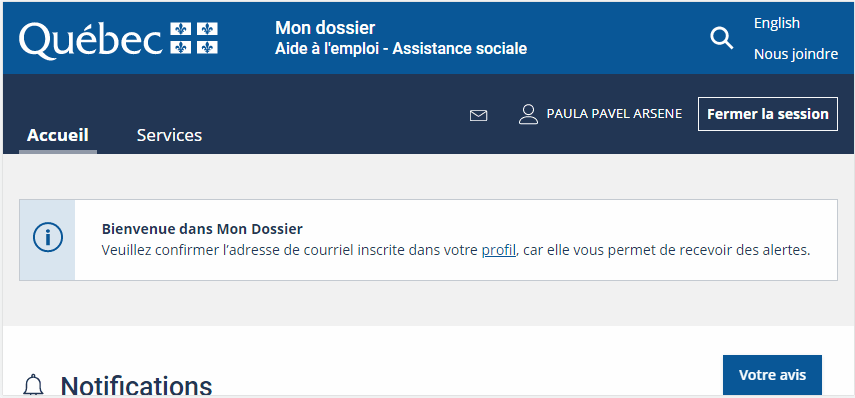 Québec
Mon dossier
Aide à l'emploi - Assistance sociale
English
Nous joindre
Accueil
Services
PAULA PAVEL ARSENE
Fermer la session
Bienvenue dans Mon Dossier
Veuillez confirmer l’adresse de courriel inscrite dans votre profil, car elle vous permet de recevoir des alertes.
Notifications
Votre avis